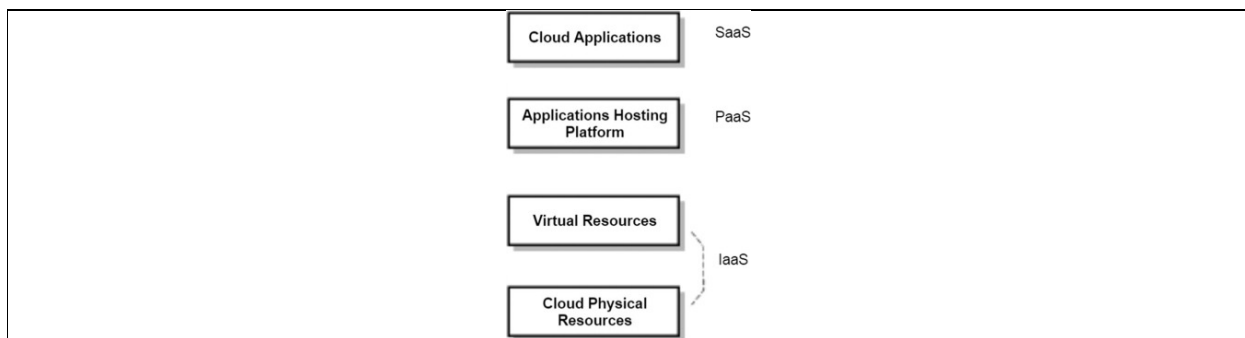 Cloud Applications
SaaS
Applications Hosting
Platform
PaaS
Virtual Resources
IaaS
Cloud Physical
Resources